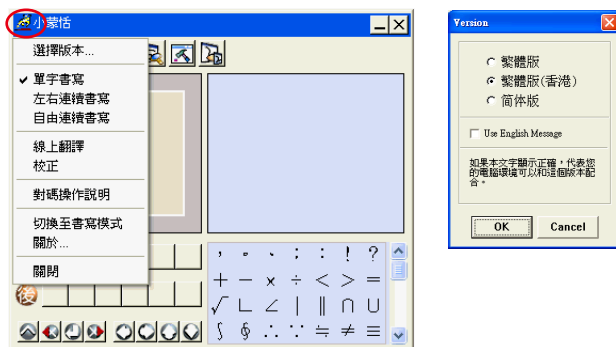 小蒙恬
選擇版本...
單字書寫
左右連續書寫
自由連續書寫
線上翻譯
校正
對碼操作說明
切換至書寫模式
關於...
關閉
後
， 。 、 ； ： ！ ？
＋ － × ÷ ＜ ＞ ＝
√ ∟ ∠ ｜ ∥ ∩ ∪
∫ ∮ ∴ ∵ ≒ ≠ ≡
Version
繁體版
繁體版(香港)
简体版
Use English Message
如果本文字顯示正確，代表您
的電腦環境可以和這個版本配
合。
OK Cancel